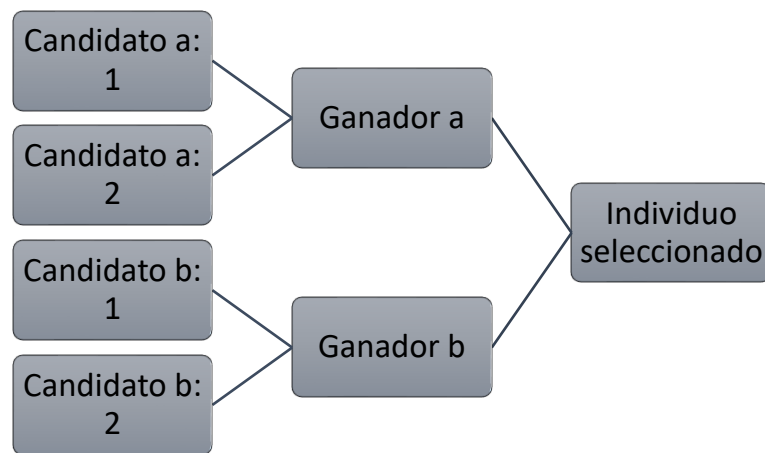 Candidato a:
1
Candidato a:
2
Candidato b:
1
Candidato b:
2
Ganador a
Ganador b
Individuo
seleccionado